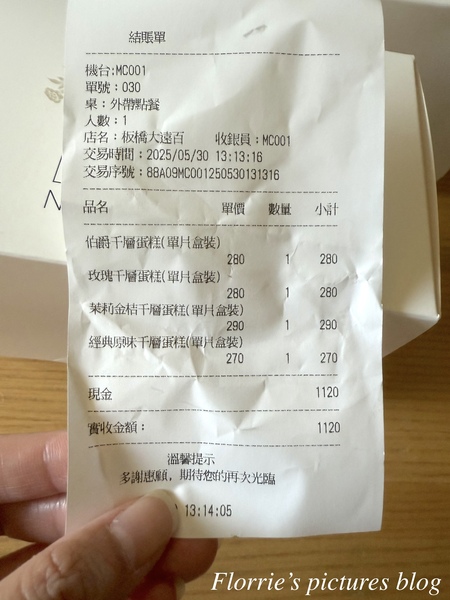 結賬單
機台:MC001
單號：030
桌：外帶點餐
人數：1
店名：板橋大遠百 收銀員：MC001
交易時間：2025/05/30 13:13:16
交易序號：88A09MC001250530131316
品名 單價 數量 小計
伯爵千層蛋糕(單片盒裝)
280 1 280
玫瑰千層蛋糕(單片盒裝)
280 1 280
茉莉金桔千層蛋糕(單片盒裝)
290 1 290
經典原味千層蛋糕(單片盒裝)
270 1 270
現金 1120
實收金額： 1120
溫馨提示
多謝惠顧，期待您的再次光臨
13:14:05
Florrie's pictures blog